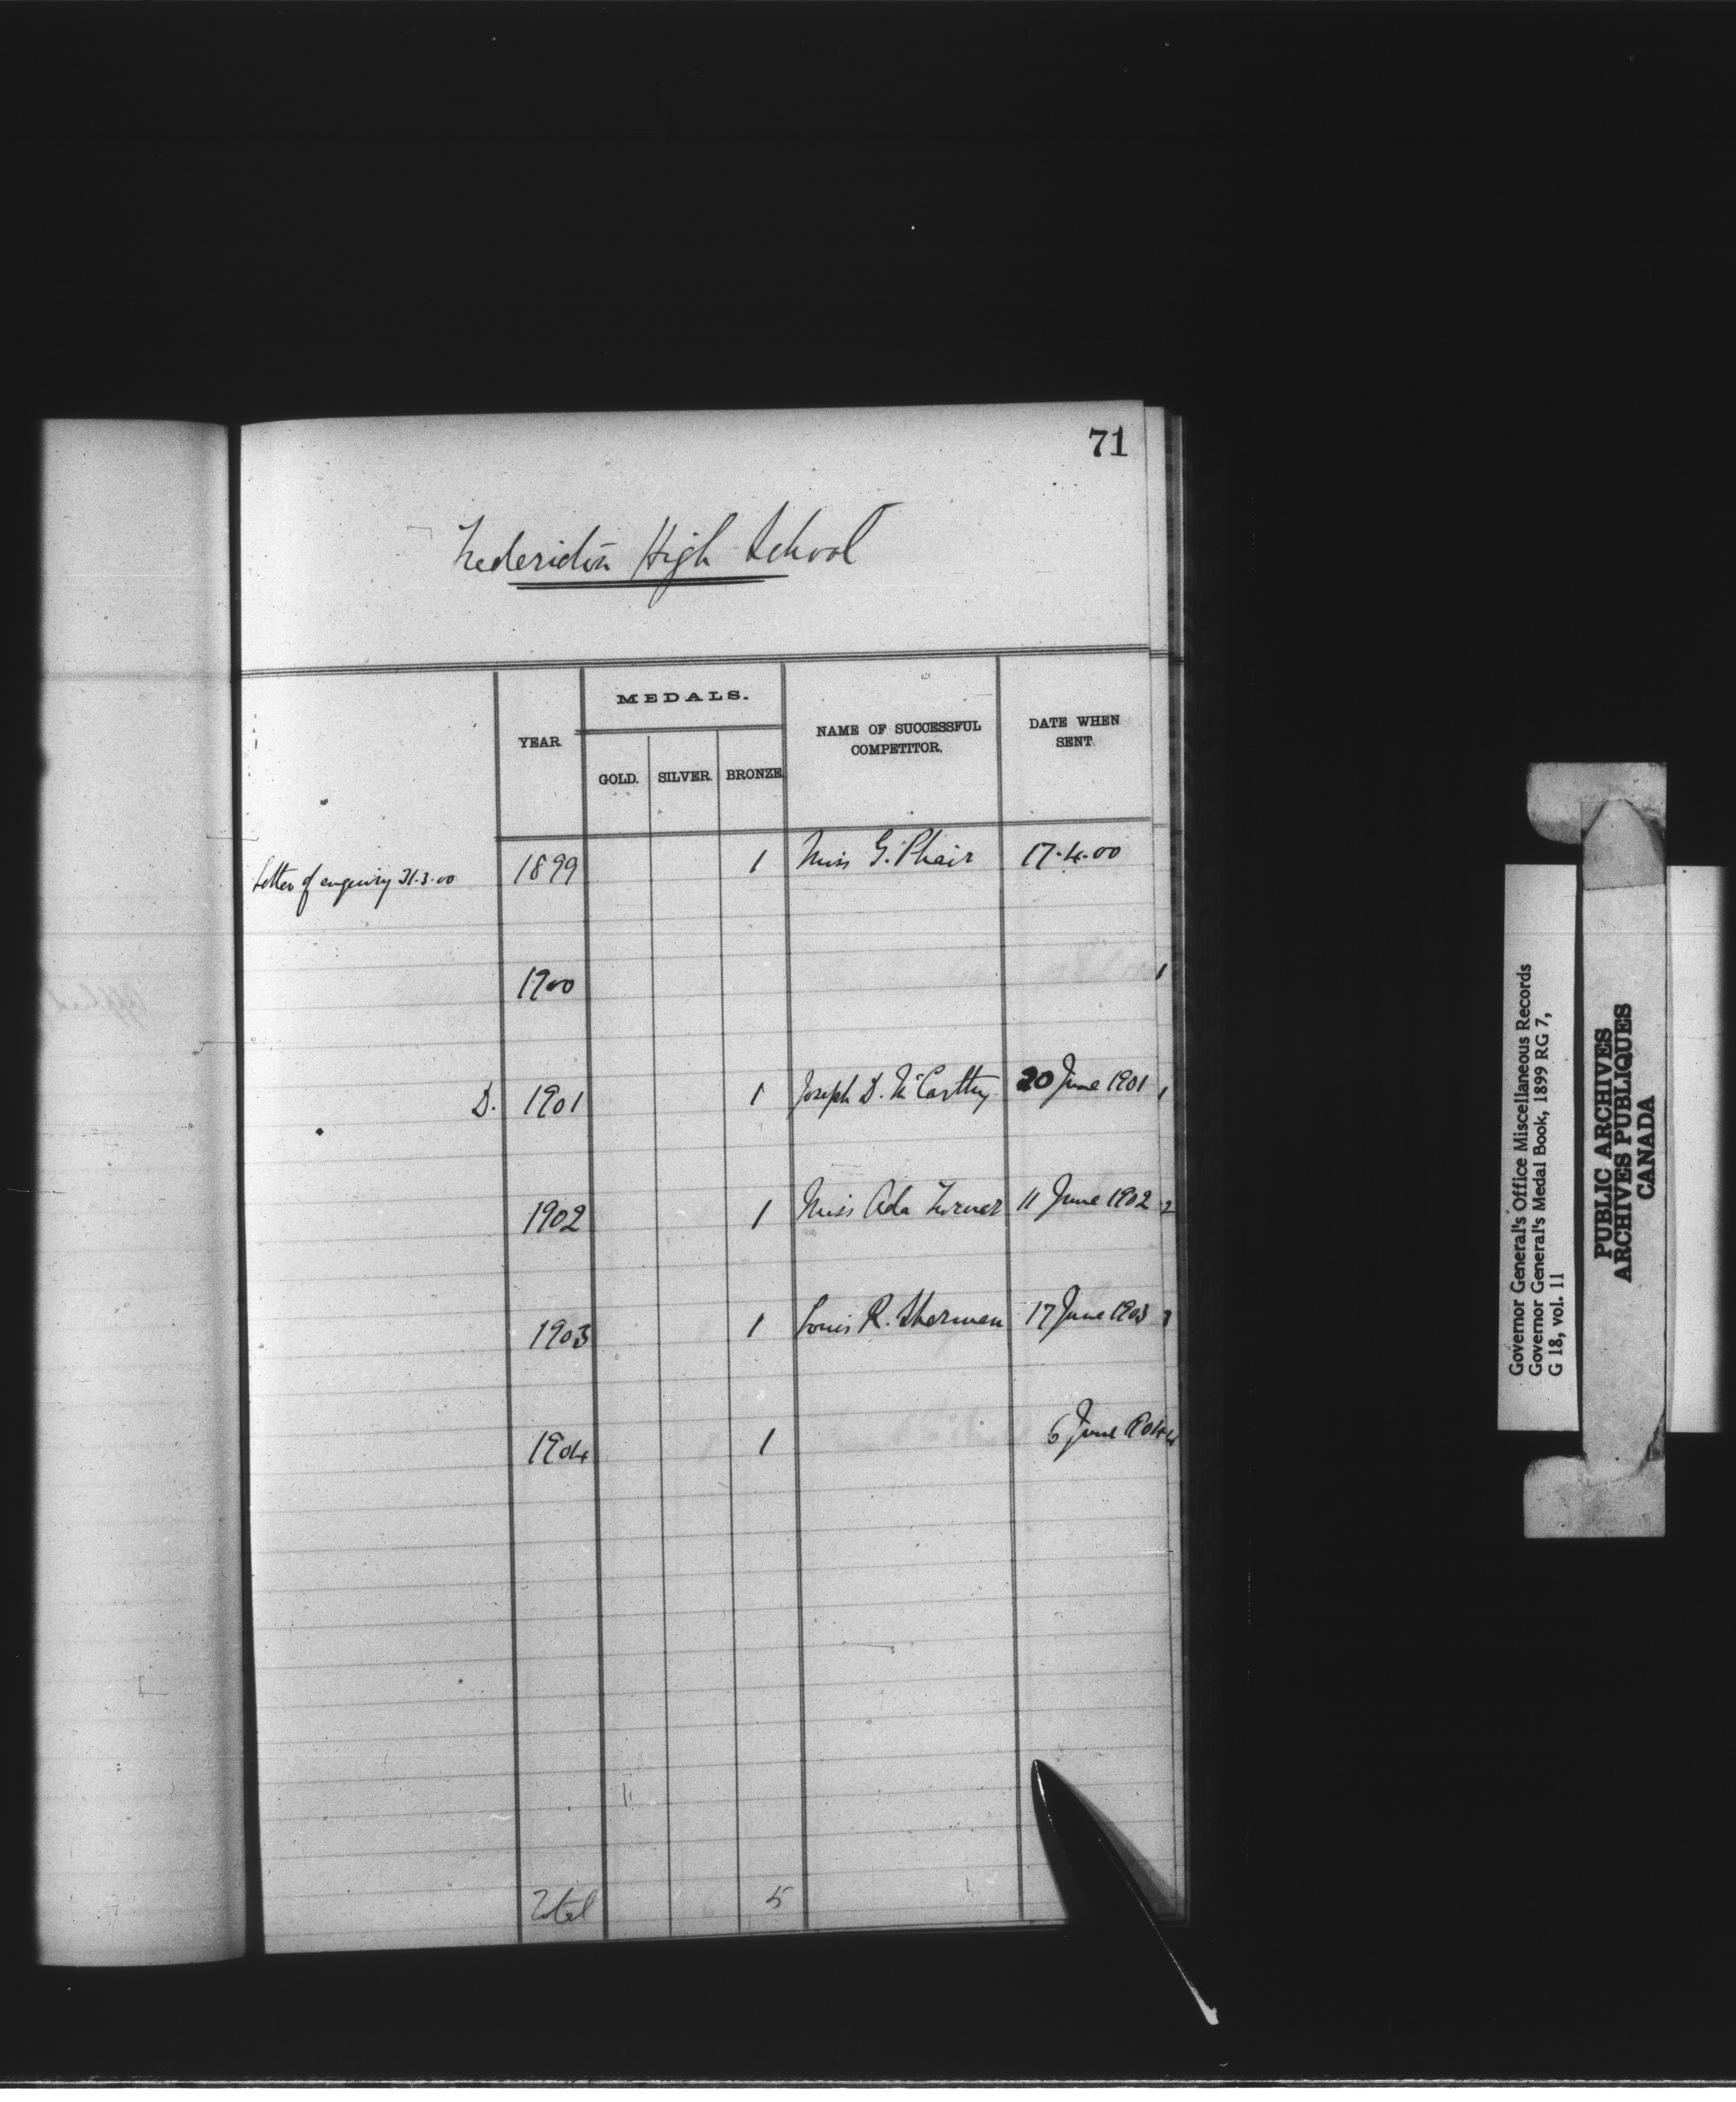 71
Fredericton High School
MEDALS.
YEAR
NAME OF SUCCESSFUL
COMPETITOR.
DATE WHEN
SENT
GOLD. SILVER. BRONZE.
Letter of enquiry 31.3.00 1899 1 Miss G. Phair 17.4.00
1900
D. 1901 1 Joseph D. McCarthy 20 June 1901
1902 1 Miss Ada Turner 11 June 1902
1903 1 Louis R. Sherman 17 June 1903
1904 1 6 June 1904
Total 5
Governor General's Office Miscellaneous Records
Governor General's Medal Book, 1899 RG 7,
G 18, vol. 11
PUBLIC ARCHIVES
ARCHIVES PUBLIQUES
CANADA